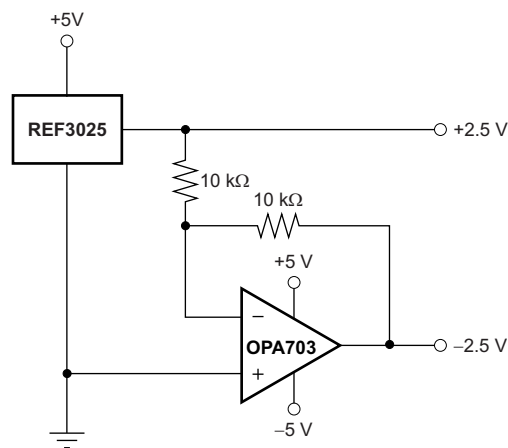 +5V
REF3025
+2.5 V
10 kΩ
10 kΩ
+5 V
−
OPA703
−2.5 V
+
−5 V